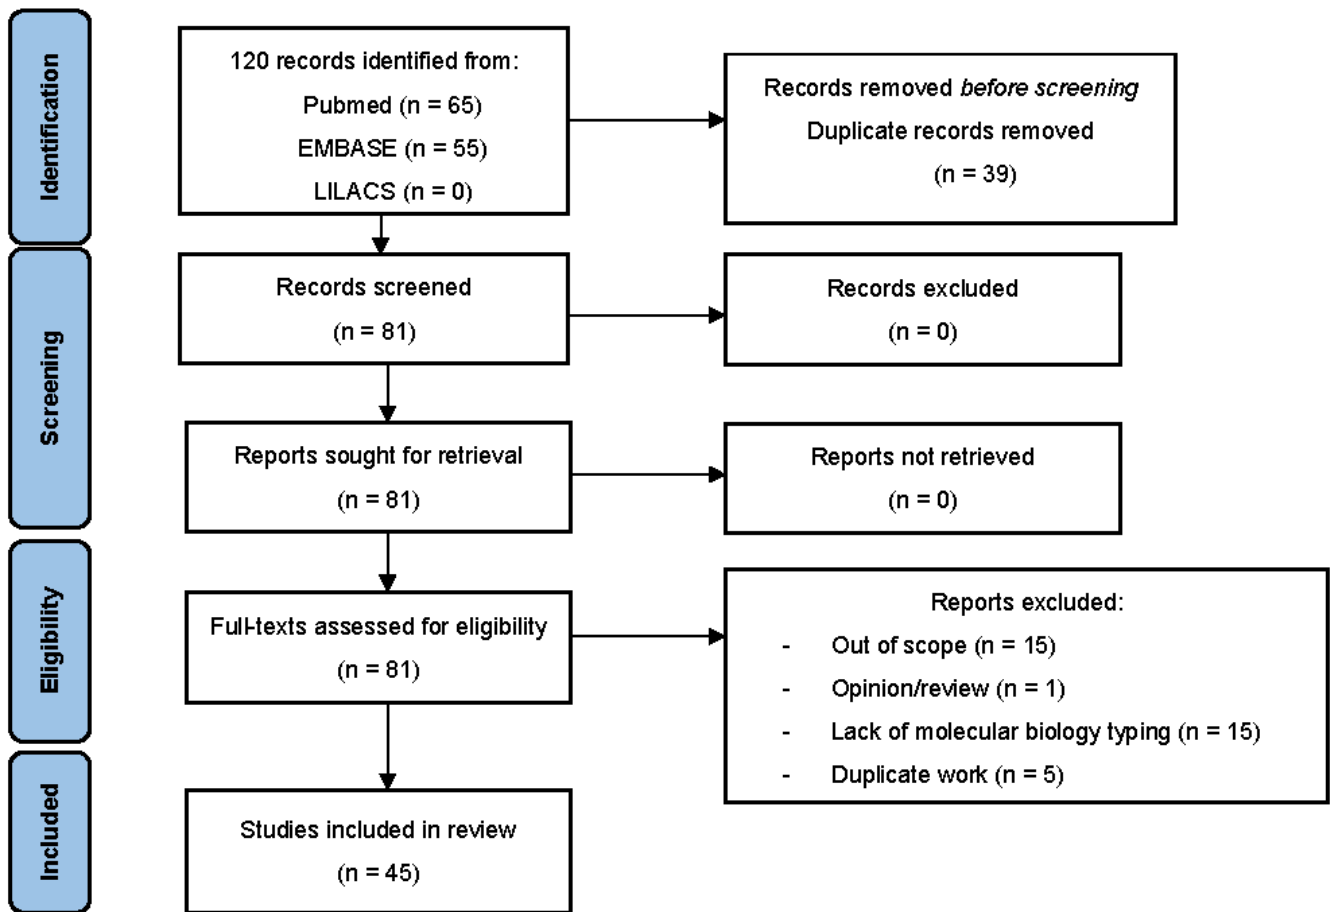 Identification
120 records identified from:
Pubmed (n = 65)
EMBASE (n = 55)
LILACS (n = 0)
Records removed before screening
Duplicate records removed
(n = 39)
Screening
Records screened
(n = 81)
Records excluded
(n = 0)
Reports sought for retrieval
(n = 81)
Reports not retrieved
(n = 0)
Eligibility
Full-texts assessed for eligibility
(n = 81)
Reports excluded:
- Out of scope (n = 15)
- Opinion/review (n = 1)
- Lack of molecular biology typing (n = 15)
- Duplicate work (n = 5)
Included
Studies included in review
(n = 45)